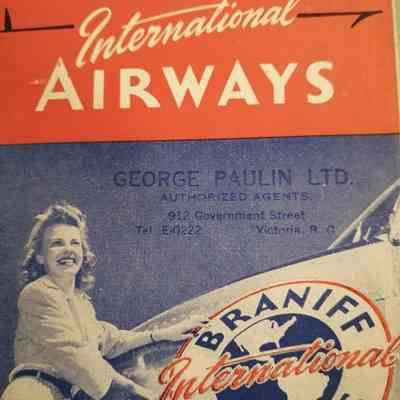 International
AIRWAYS
GEORGE PAULIN LTD.
AUTHORIZED AGENTS.
912 Government Street
Tel. E-0222 Victoria, B. C.
BRANIFF
International